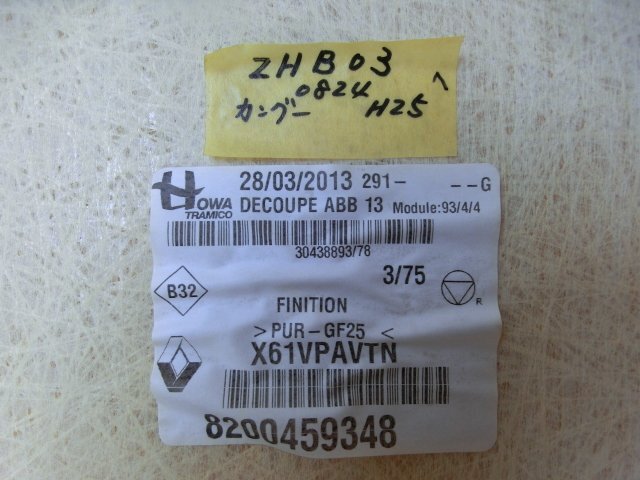 ZHB03
0824
カングー H25
HOWA
TRAMICO
28/03/2013 291- --G
DECOUPE ABB 13 Module:93/4/4
30438893/78
B32
3/75
R
FINITION
>PUR-GF25 <
X61VPAVTN
8200459348